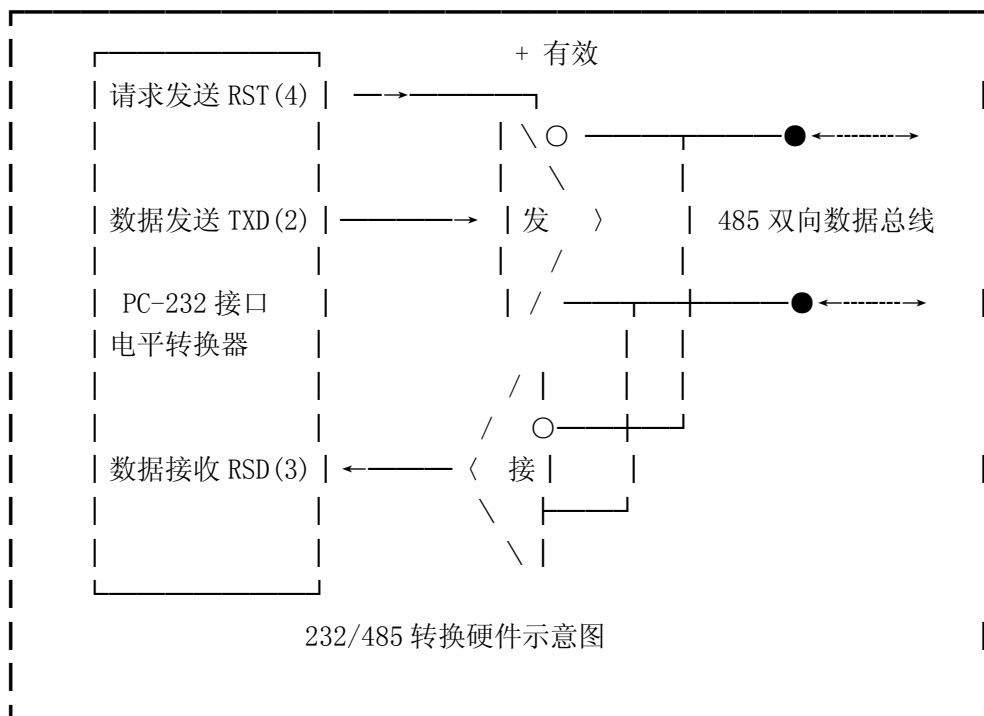 + 有效
请求发送 RST(4)
数据发送 TXD(2)
发
485 双向数据总线
PC-232 接口
电平转换器
数据接收 RSD(3)
接
232/485 转换硬件示意图